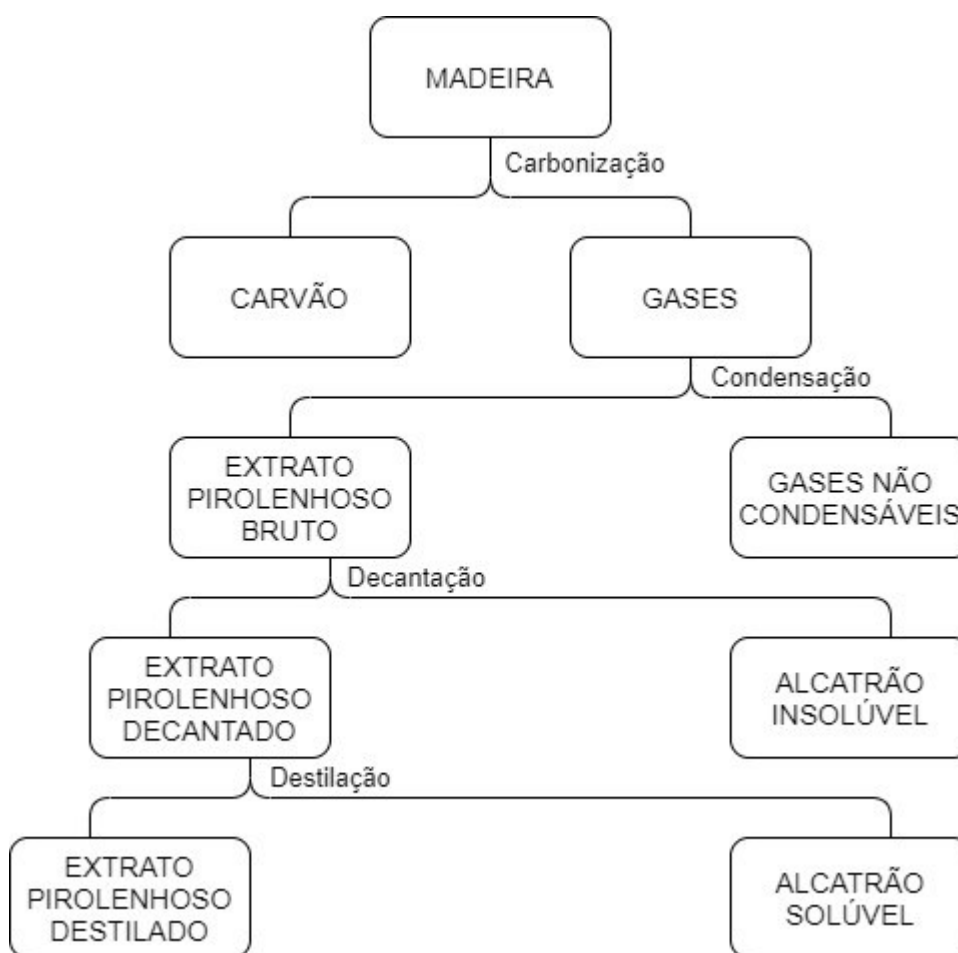 MADEIRA
Carbonização
CARVÃO
GASES
Condensação
EXTRATO
PIROLENHOSO
BRUTO
GASES NÃO
CONDENSÁVEIS
Decantação
EXTRATO
PIROLENHOSO
DECANTADO
ALCATRÃO
INSOLÚVEL
Destilação
EXTRATO
PIROLENHOSO
DESTILADO
ALCATRÃO
SOLÚVEL